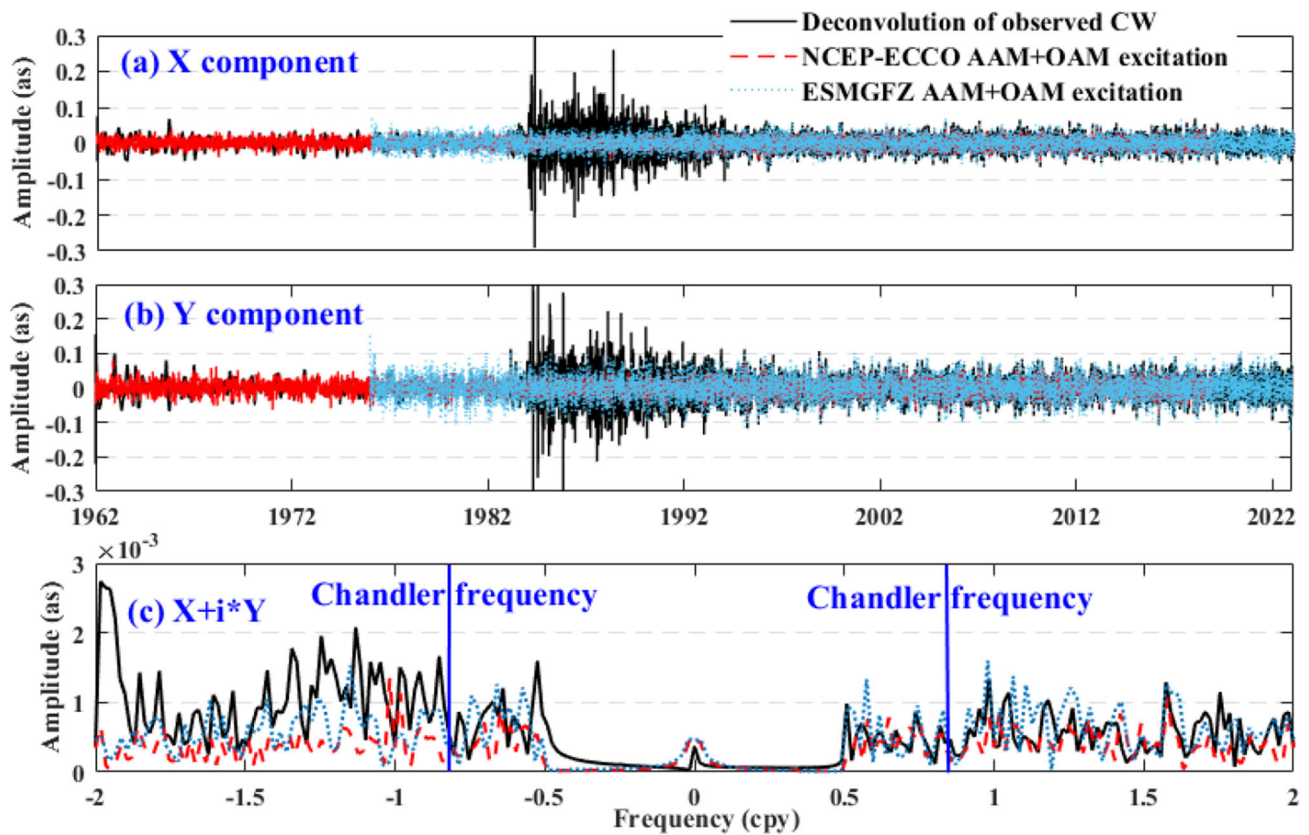 Deconvolution of observed CW
NCEP-ECCO AAM+OAM excitation
ESMGFZ AAM+OAM excitation
(a) X component
Amplitude (as)
0.3
0.2
0.1
0
-0.1
-0.2
-0.3
(b) Y component
Amplitude (as)
0.3
0.2
0.1
0
-0.1
-0.2
-0.3
1962 1972 1982 1992 2002 2012 2022
×10⁻³
(c) X+i*Y
Chandler frequency
Chandler frequency
Amplitude (as)
3
2
1
0
-2 -1.5 -1 -0.5 0 0.5 1 1.5 2
Frequency (cpy)